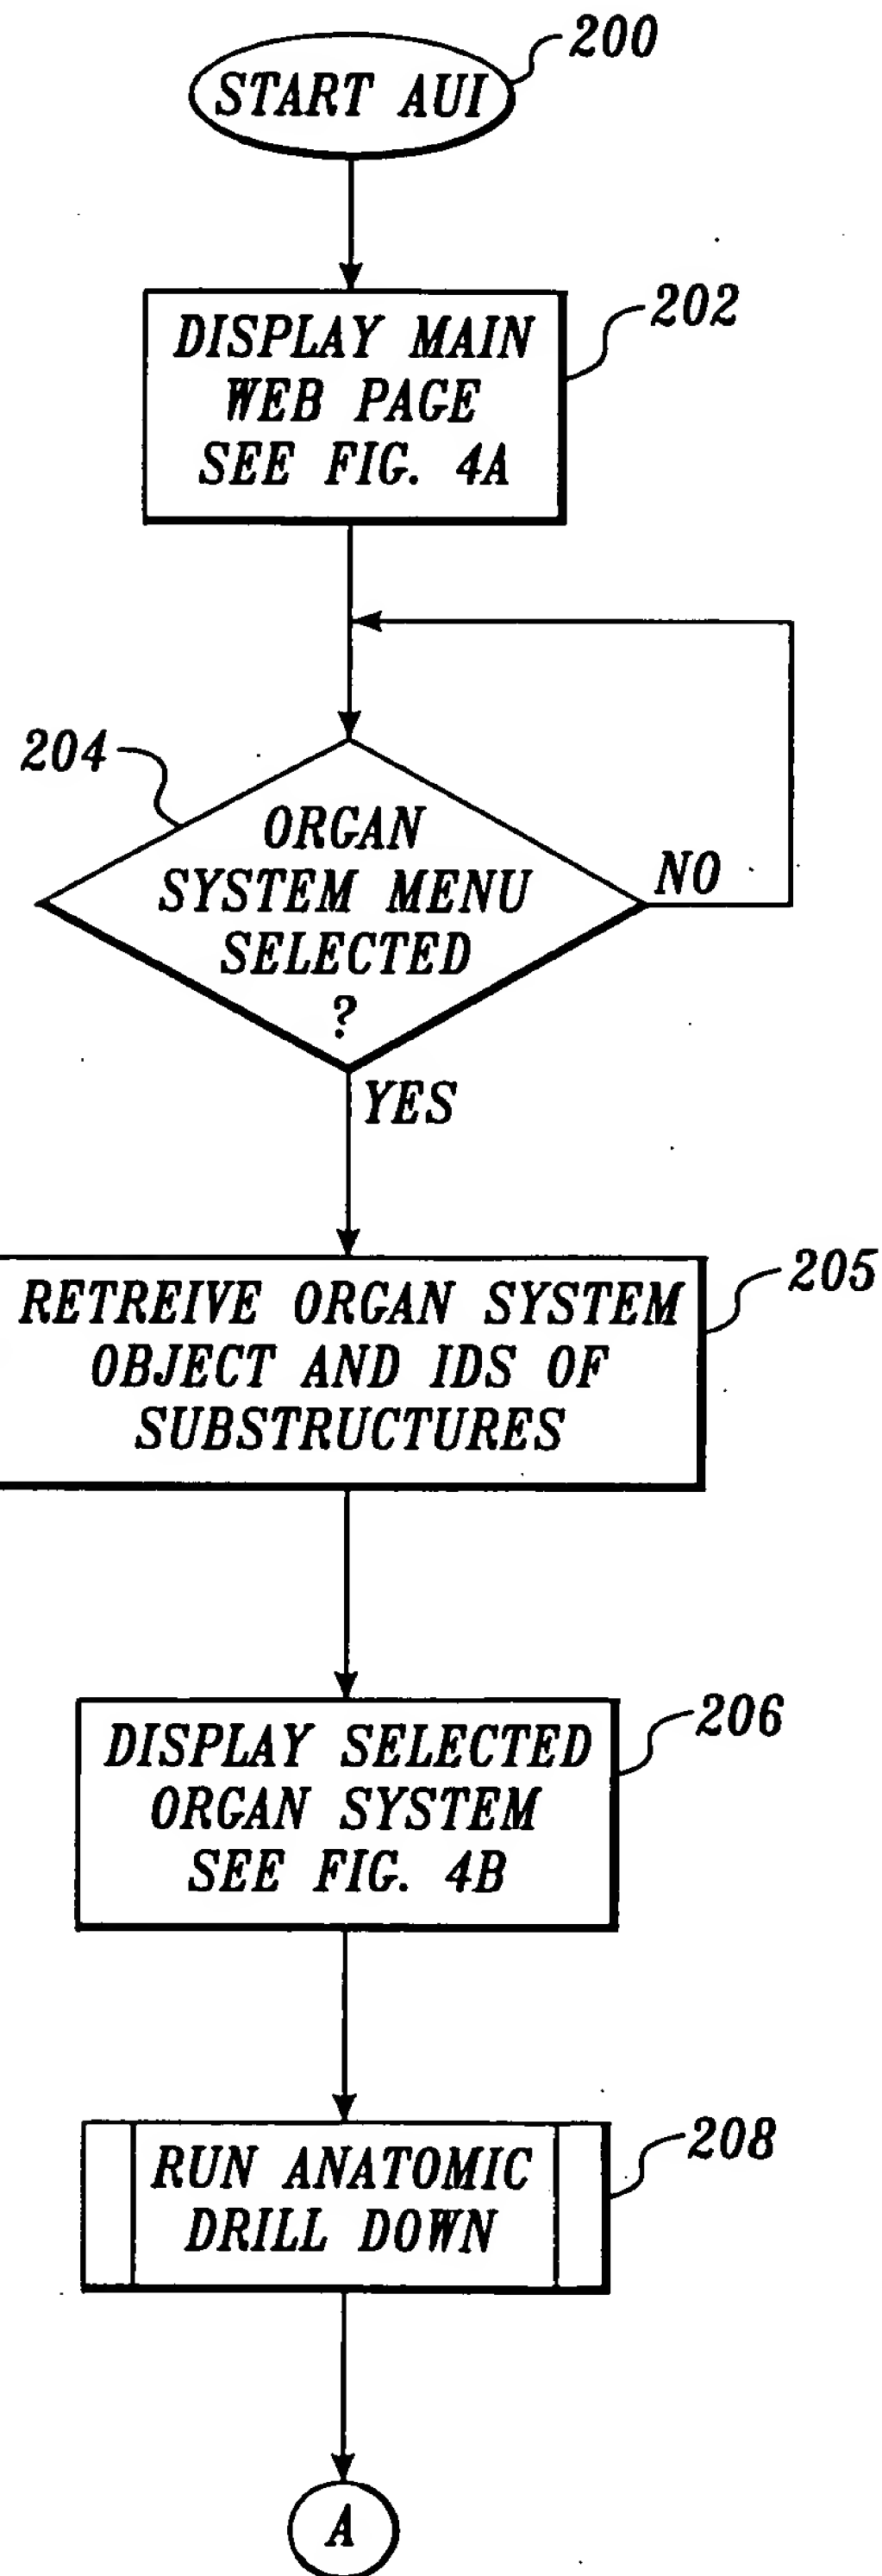 START AUI
200
DISPLAY MAIN
WEB PAGE
SEE FIG. 4A
202
204
ORGAN
SYSTEM MENU
SELECTED
?
NO
YES
RETREIVE ORGAN SYSTEM
OBJECT AND IDS OF
SUBSTRUCTURES
205
DISPLAY SELECTED
ORGAN SYSTEM
SEE FIG. 4B
206
RUN ANATOMIC
DRILL DOWN
208
A